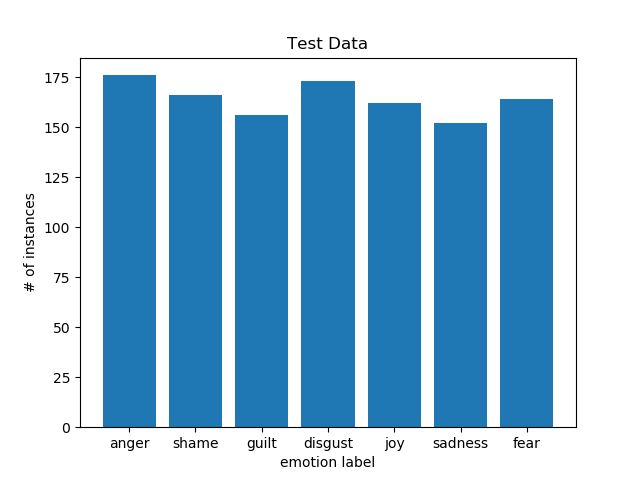 Test Data
# of instances
175
150
125
100
75
50
25
0
anger shame guilt disgust joy sadness fear
emotion label